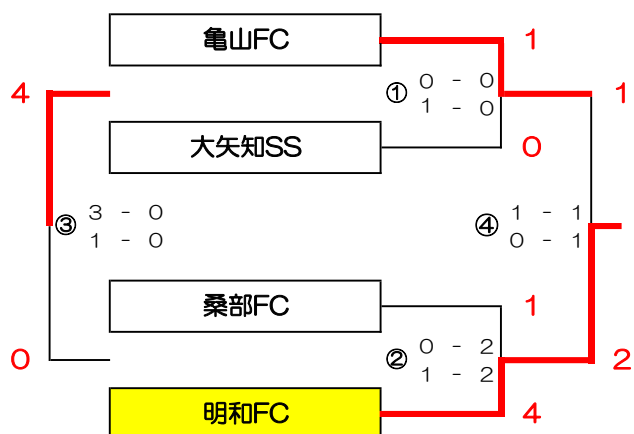 亀山FC
1
4
① 0 - 0
1 - 0
1
大矢知SS
0
③ 3 - 0
1 - 0
④ 1 - 1
0 - 1
桑部FC
1
0
② 0 - 2
1 - 2
2
明和FC
4